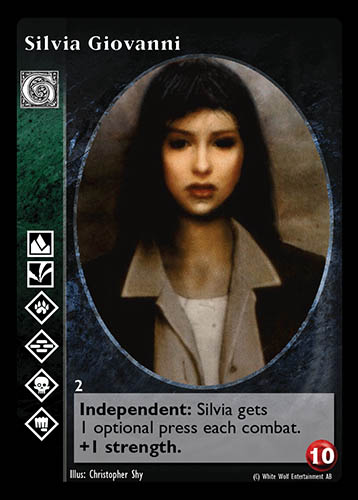 Silvia Giovanni
2
Independent: Silvia gets
1 optional press each combat.
+1 strength.
10
Illus: Christopher Shy
(C) White Wolf Entertainment AB